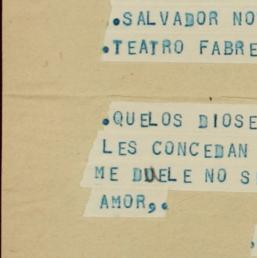 .SALVADOR NO
.TEATRO FABRE
.QUELOS DIOSE
LES CONCEDAN
ME DUELE NO S
AMOR,.